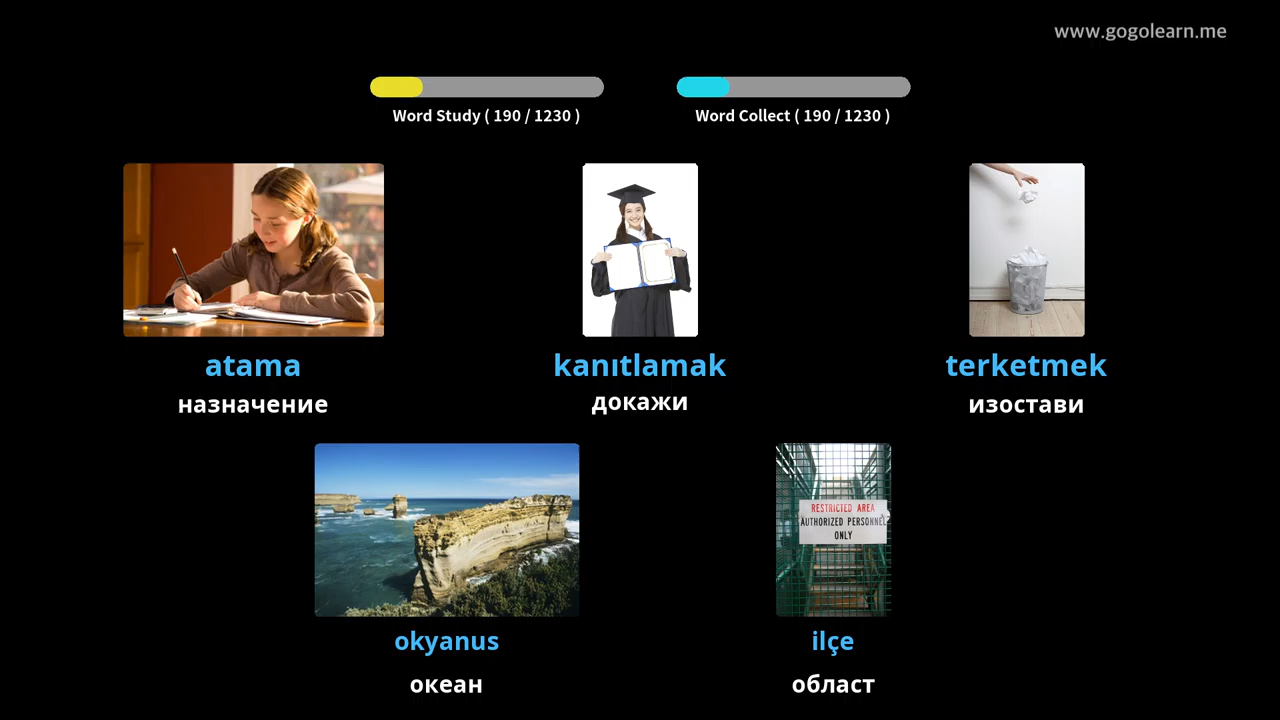 www.gogolearn.me
Word Study ( 190 / 1230 )
Word Collect ( 190 / 1230 )
atama
назначение
kanıtlamak
докажи
terketmek
изостави
RESTRICTED AREA
AUTHORIZED PERSONNEL
ONLY
okyanus
океан
ilçe
област